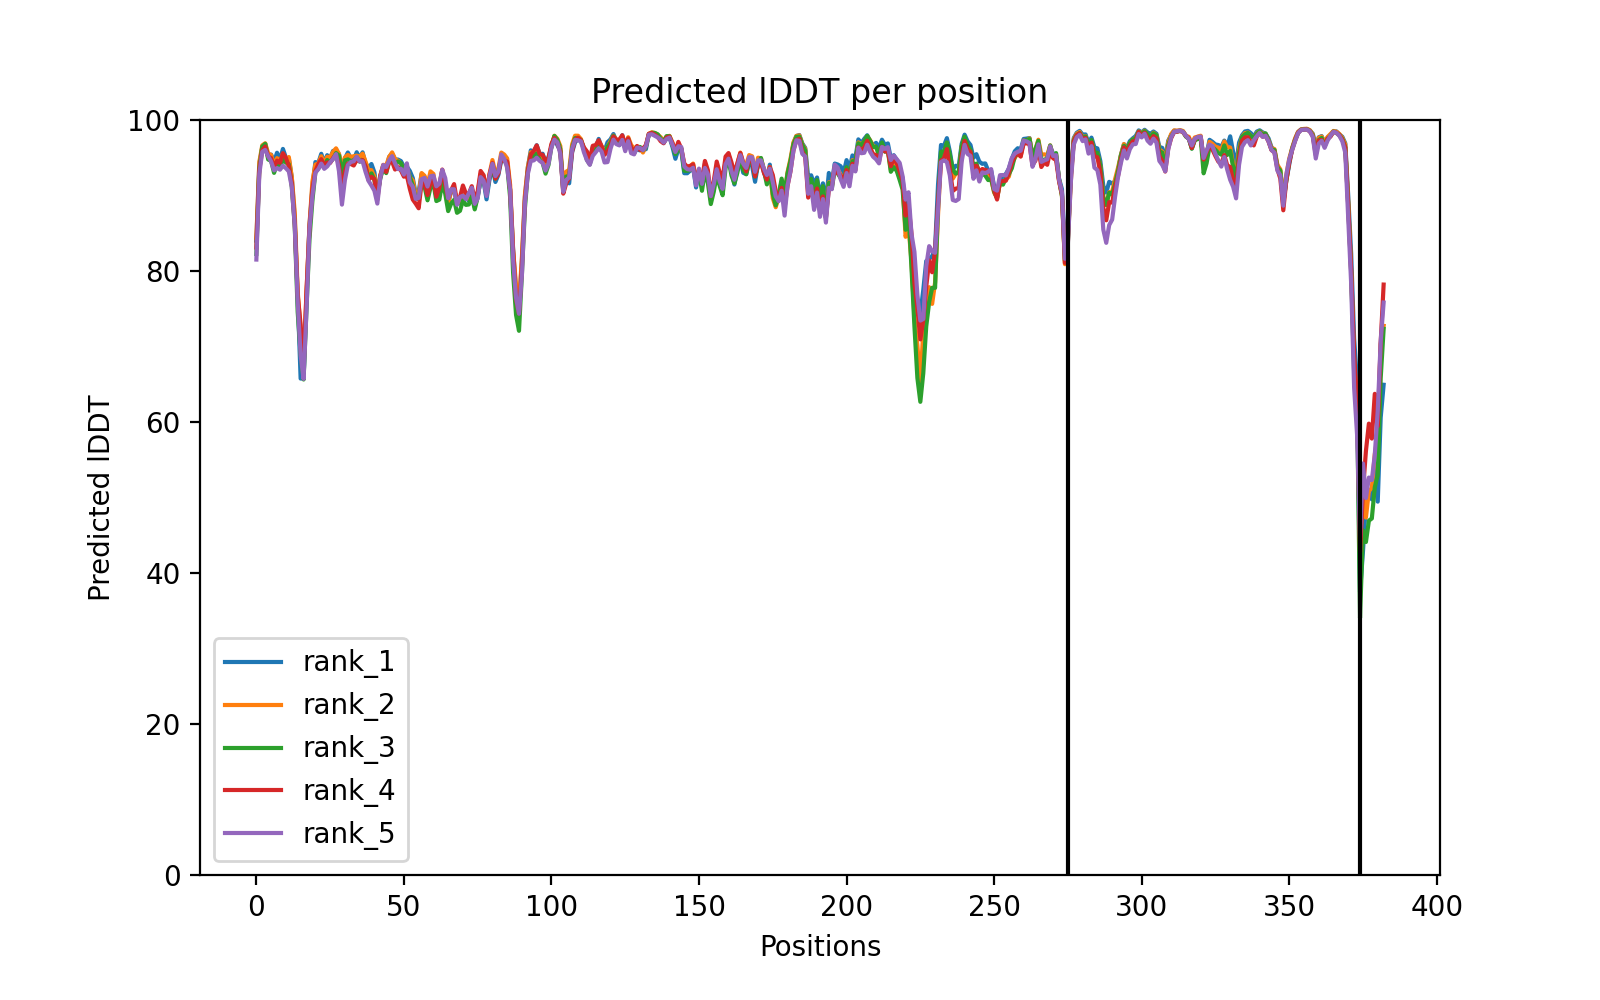 Predicted lDDT per position
100
80
60
40
20
0
Predicted lDDT
rank_1
rank_2
rank_3
rank_4
rank_5
0 50 100 150 200 250 300 350 400
Positions